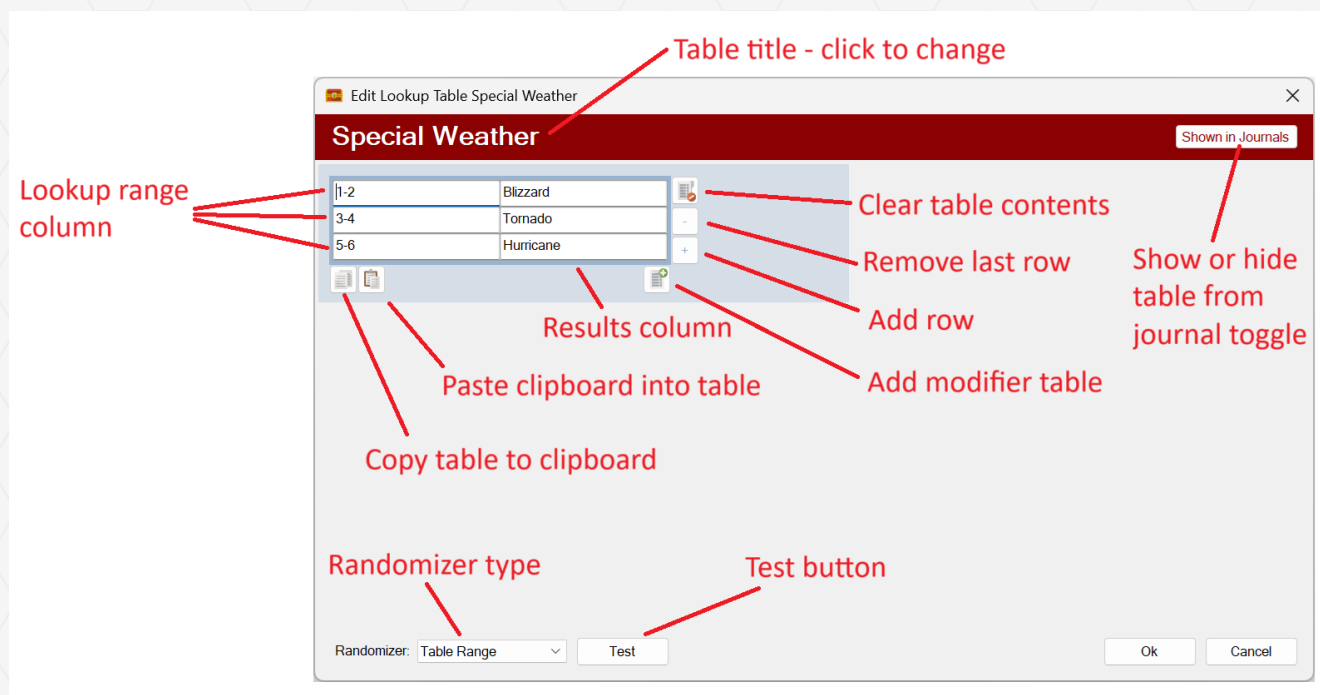 Table title - click to change
Edit Lookup Table Special Weather
Special Weather
Shown in Journals
Lookup range
column
1-2 Blizzard
3-4 Tornado
5-6 Hurricane
-
+
Clear table contents
Remove last row
Add row
Add modifier table
Show or hide
table from
journal toggle
Results column
Paste clipboard into table
Copy table to clipboard
Randomizer type
Test button
Randomizer: Table Range Test Ok Cancel